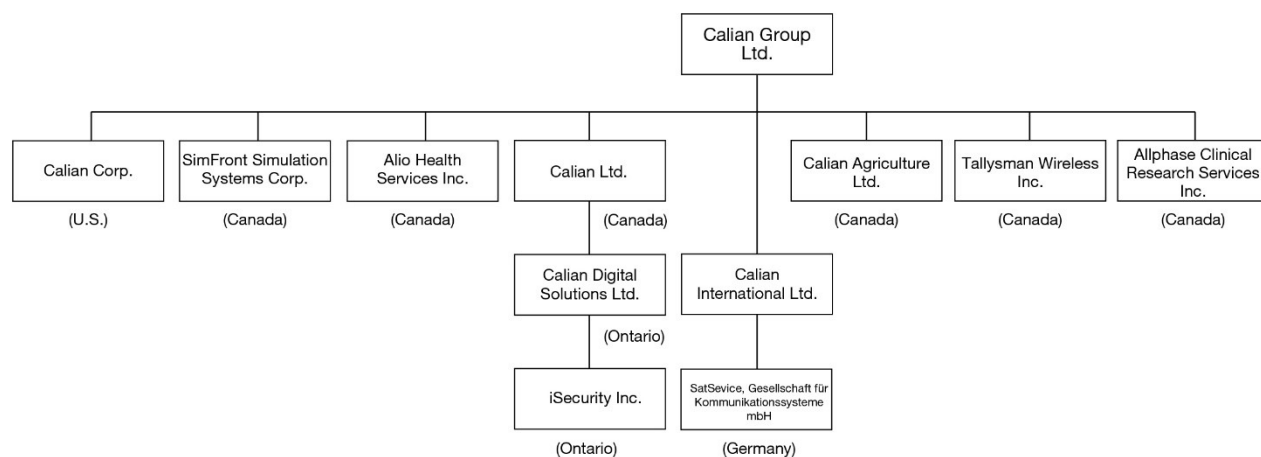 Calian Group
Ltd.
Calian Corp.
SimFront Simulation
Systems Corp.
Alio Health
Services Inc.
Calian Ltd.
Calian Agriculture
Ltd.
Tallysman Wireless
Inc.
Allphase Clinical
Research Services
Inc.
(U.S.)
(Canada)
(Canada)
(Canada)
(Canada)
(Canada)
(Canada)
Calian Digital
Solutions Ltd.
Calian
International Ltd.
(Ontario)
iSecurity Inc.
SatSevice, Gesellschaft für
Kommunikationssysteme
mbH
(Ontario)
(Germany)